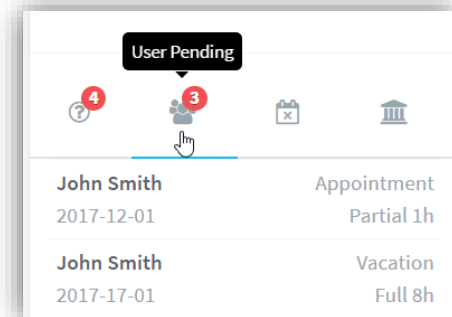 User Pending
4
3
John Smith Appointment
2017-12-01 Partial 1h
John Smith Vacation
2017-17-01 Full 8h